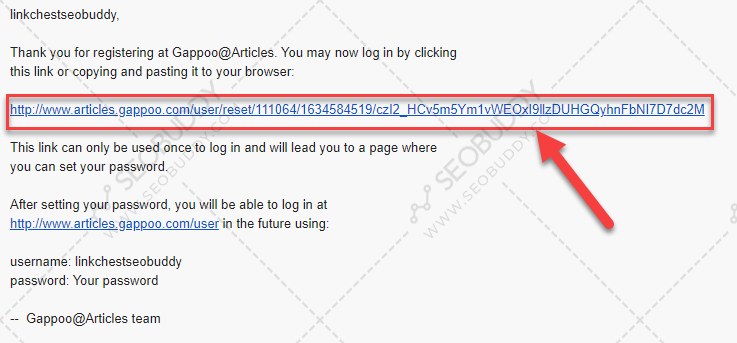 linkchestseobuddy,
Thank you for registering at Gappoo@Articles. You may now log in by clicking
this link or copying and pasting it to your browser:
http://www.articles.gappoo.com/user/reset/111064/1634584519/czI2_HCv5m5Ym1vWEOxI9llzDUHGQyhnFbNI7D7dc2M
This link can only be used once to log in and will lead you to a page where
you can set your password.
After setting your password, you will be able to log in at
http://www.articles.gappoo.com/user in the future using:
username: linkchestseobuddy
password: Your password
-- Gappoo@Articles team
SEOBUDDY
WWW.SEOBUDDY.COM
SEOBUDDY
WWW.SEOBUDDY.COM